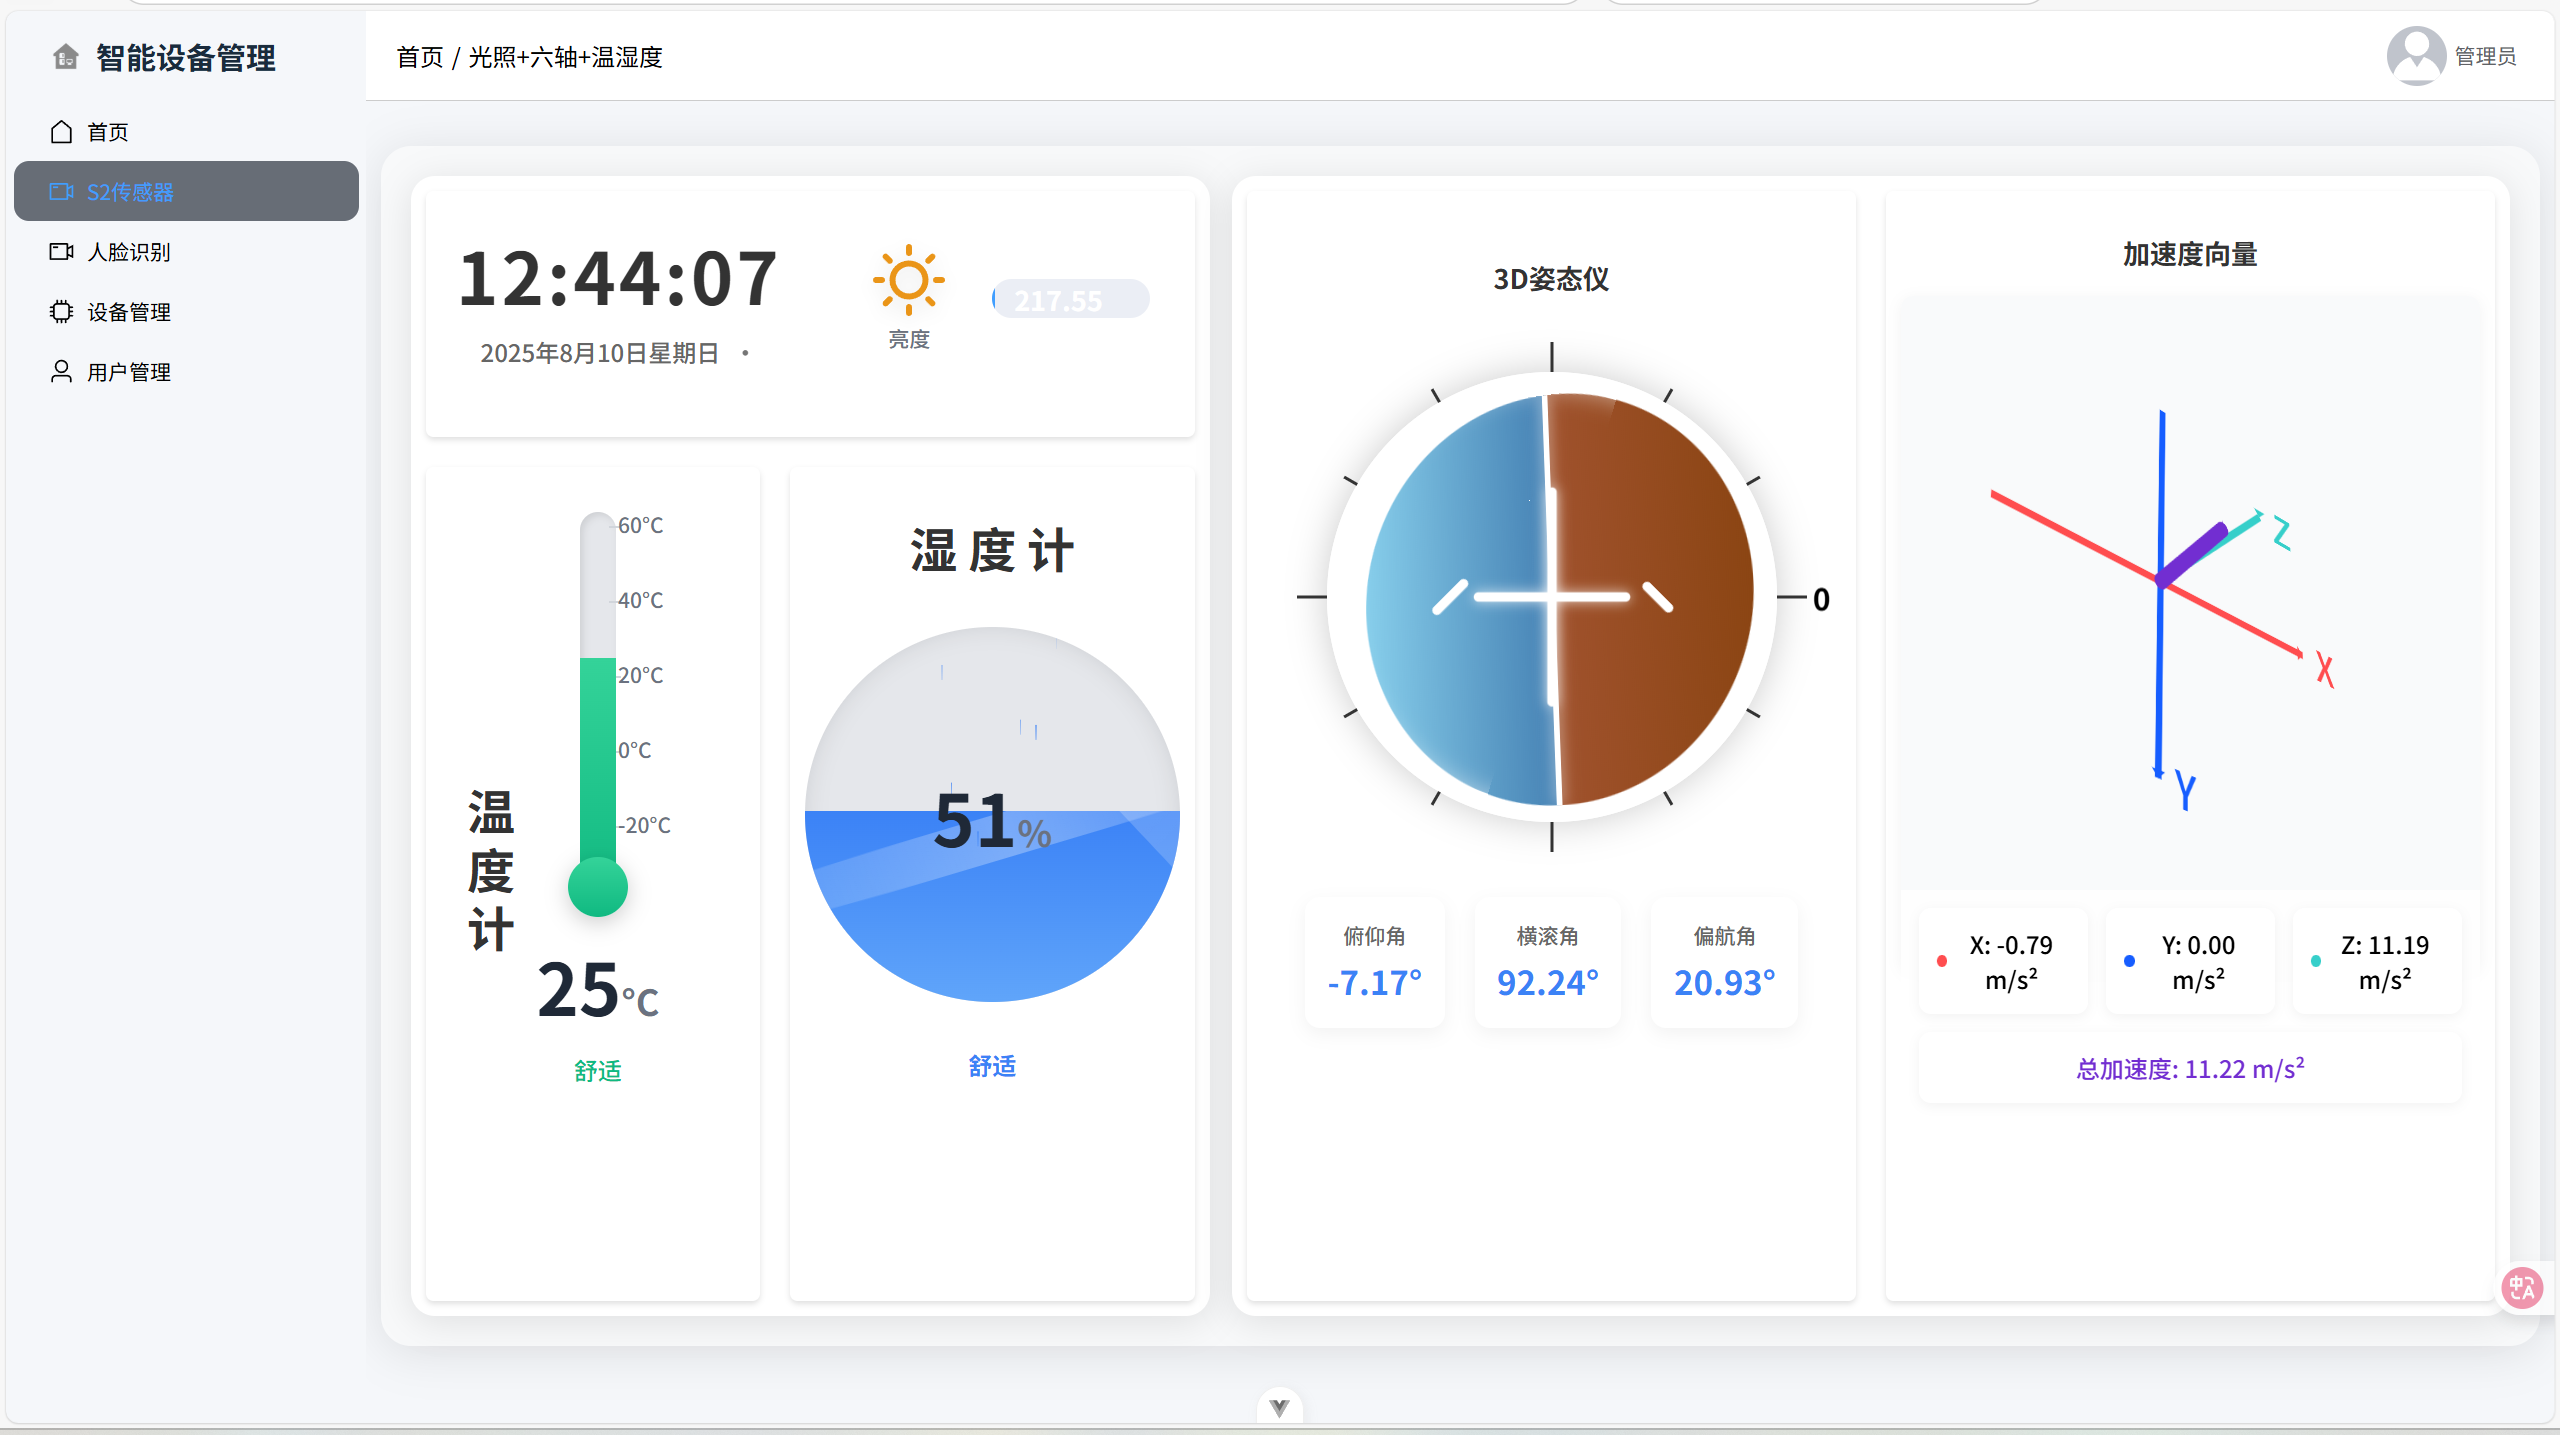 智能设备管理
首页
S2传感器
人脸识别
设备管理
用户管理
首页 / 光照+六轴+温湿度
管理员
12:44:07
2025年8月10日星期日 ·
亮度
217.55
60°C
40°C
20°C
0°C
-20°C
温度计
25°C
舒适
湿度计
51%
舒适
3D姿态仪
0
俯仰角
-7.17°
横滚角
92.24°
偏航角
20.93°
加速度向量
Z
X
Y
X: -0.79 m/s²
Y: 0.00 m/s²
Z: 11.19 m/s²
总加速度: 11.22 m/s²
中A